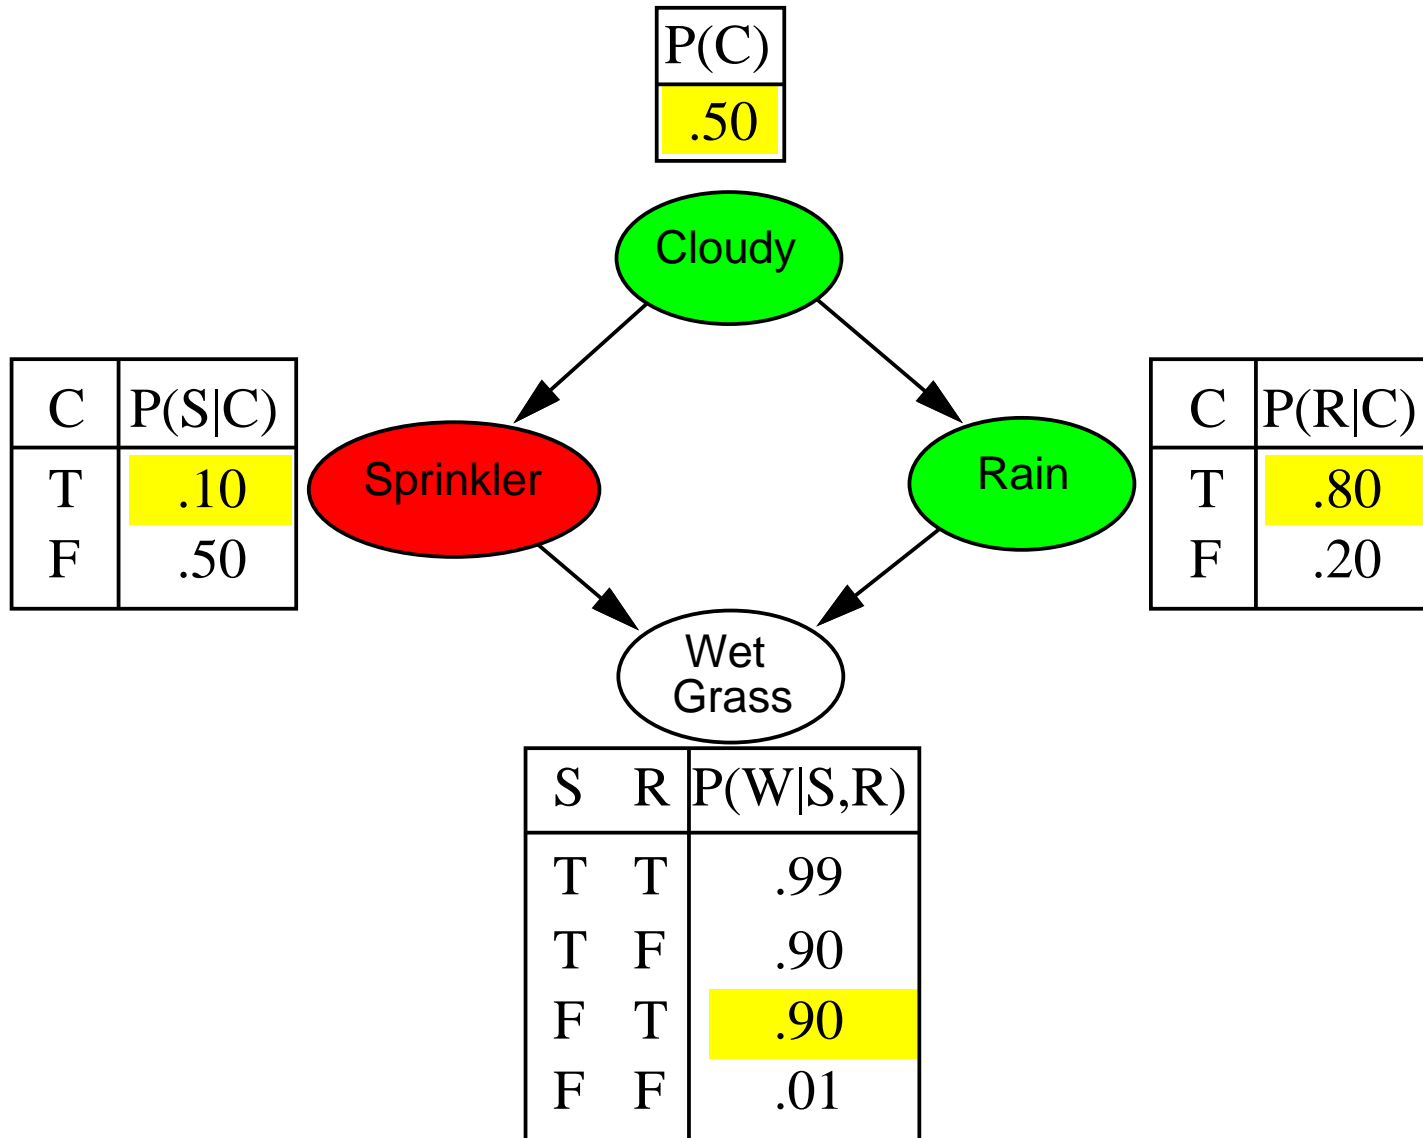 P(C)
.50
Cloudy
C P(S|C)
T .10
F .50
Sprinkler
Rain
C P(R|C)
T .80
F .20
Wet
Grass
S R P(W|S,R)
T T .99
T F .90
F T .90
F F .01